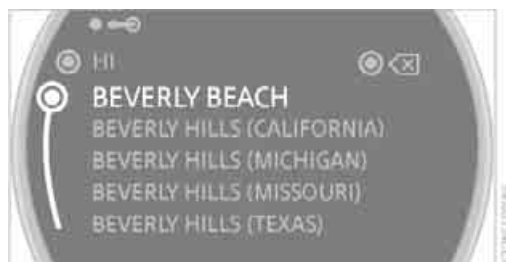 HI
BEVERLY BEACH
BEVERLY HILLS (CALIFORNIA)
BEVERLY HILLS (MICHIGAN)
BEVERLY HILLS (MISSOURI)
BEVERLY HILLS (TEXAS)